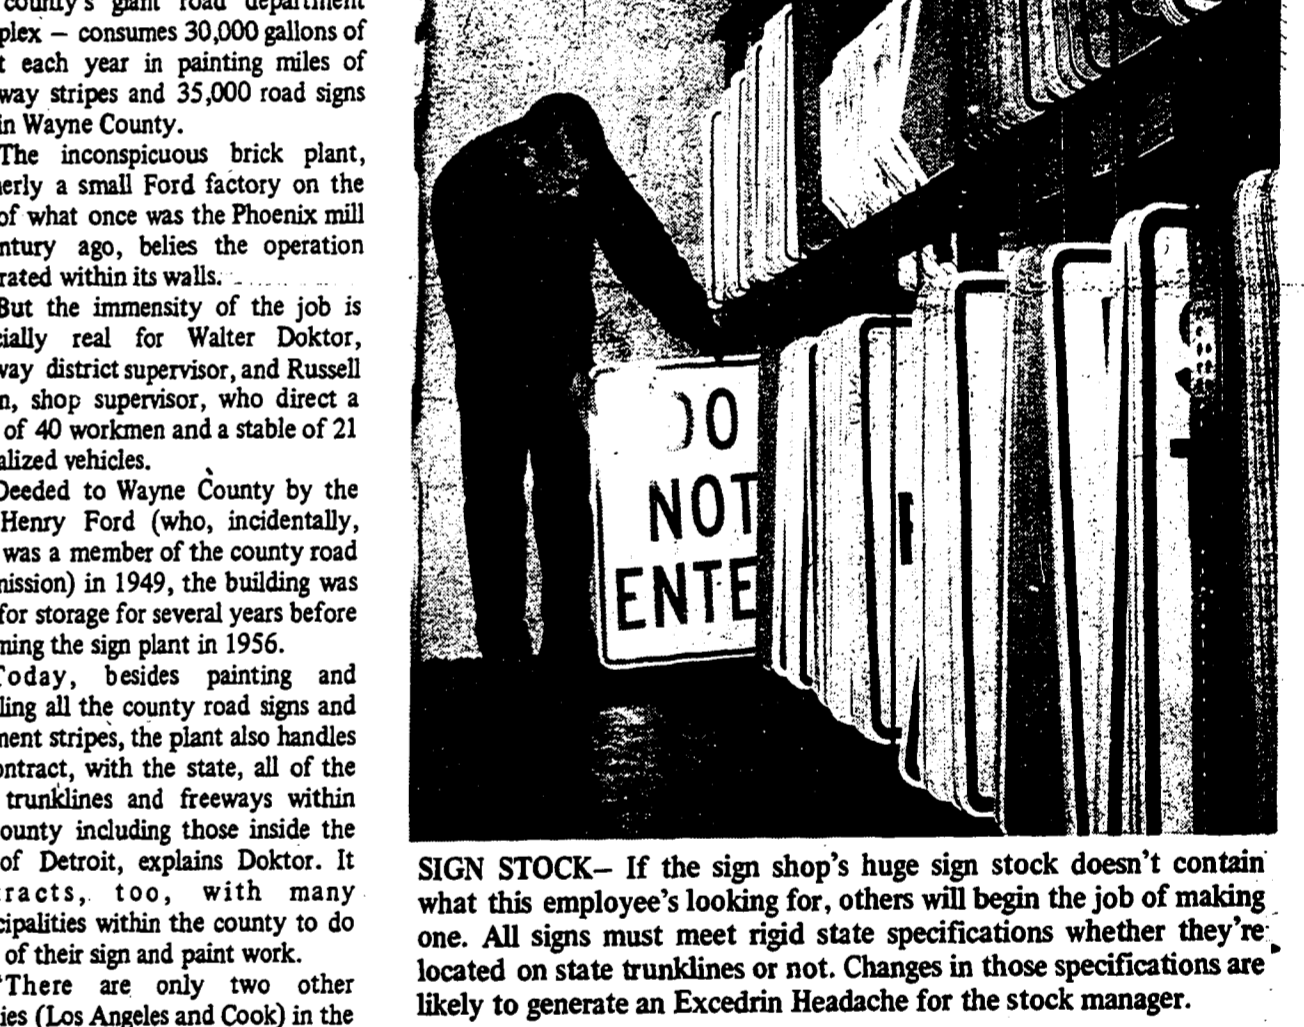 county's giant road department
plex — consumes 30,000 gallons of
t each year in painting miles of
way stripes and 35,000 road signs
in Wayne County.
The inconspicuous brick plant,
erly a small Ford factory on the
of what once was the Phoenix mill
ntury ago, belies the operation
rated within its walls.
But the immensity of the job is
cially real for Walter Doktor,
way district supervisor, and Russell
n, shop supervisor, who direct a
of 40 workmen and a stable of 21
alized vehicles.
Deeded to Wayne County by the
Henry Ford (who, incidentally,
was a member of the county road
mission) in 1949, the building was
for storage for several years before
ming the sign plant in 1956.
Today, besides painting and
ling all the county road signs and
ment stripes, the plant also handles
ontract, with the state, all of the
trunklines and freeways within
ounty including those inside the
of Detroit, explains Doktor. It
racts, too, with many
cipalities within the county to do
of their sign and paint work.
"There are only two other
ies (Los Angeles and Cook) in the
DO
NOT
ENTE
SIGN STOCK— If the sign shop's huge sign stock doesn't contain
what this employee's looking for, others will begin the job of making
one. All signs must meet rigid state specifications whether they're
located on state trunklines or not. Changes in those specifications are
likely to generate an Excedrin Headache for the stock manager.